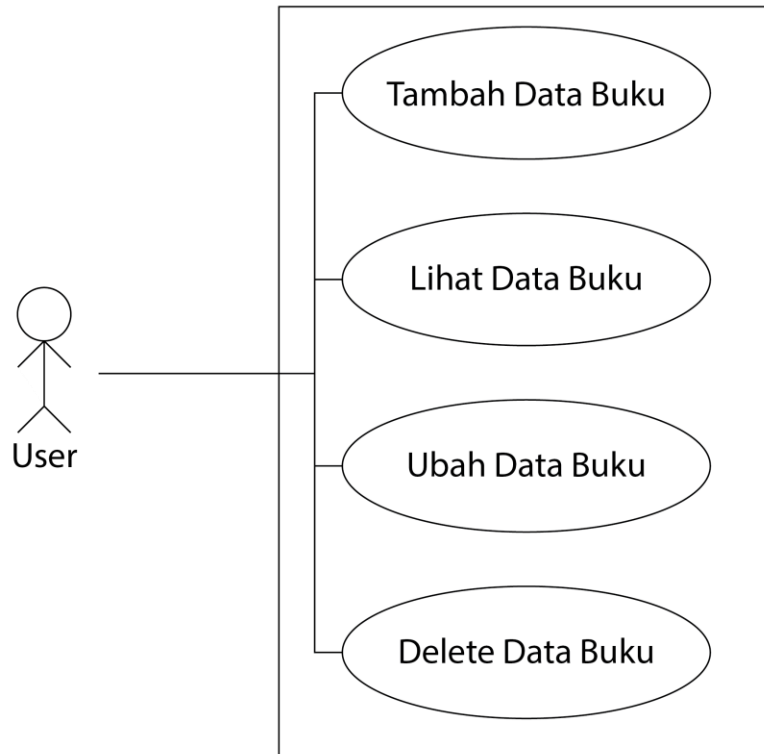 Tambah Data Buku
Lihat Data Buku
User
Ubah Data Buku
Delete Data Buku